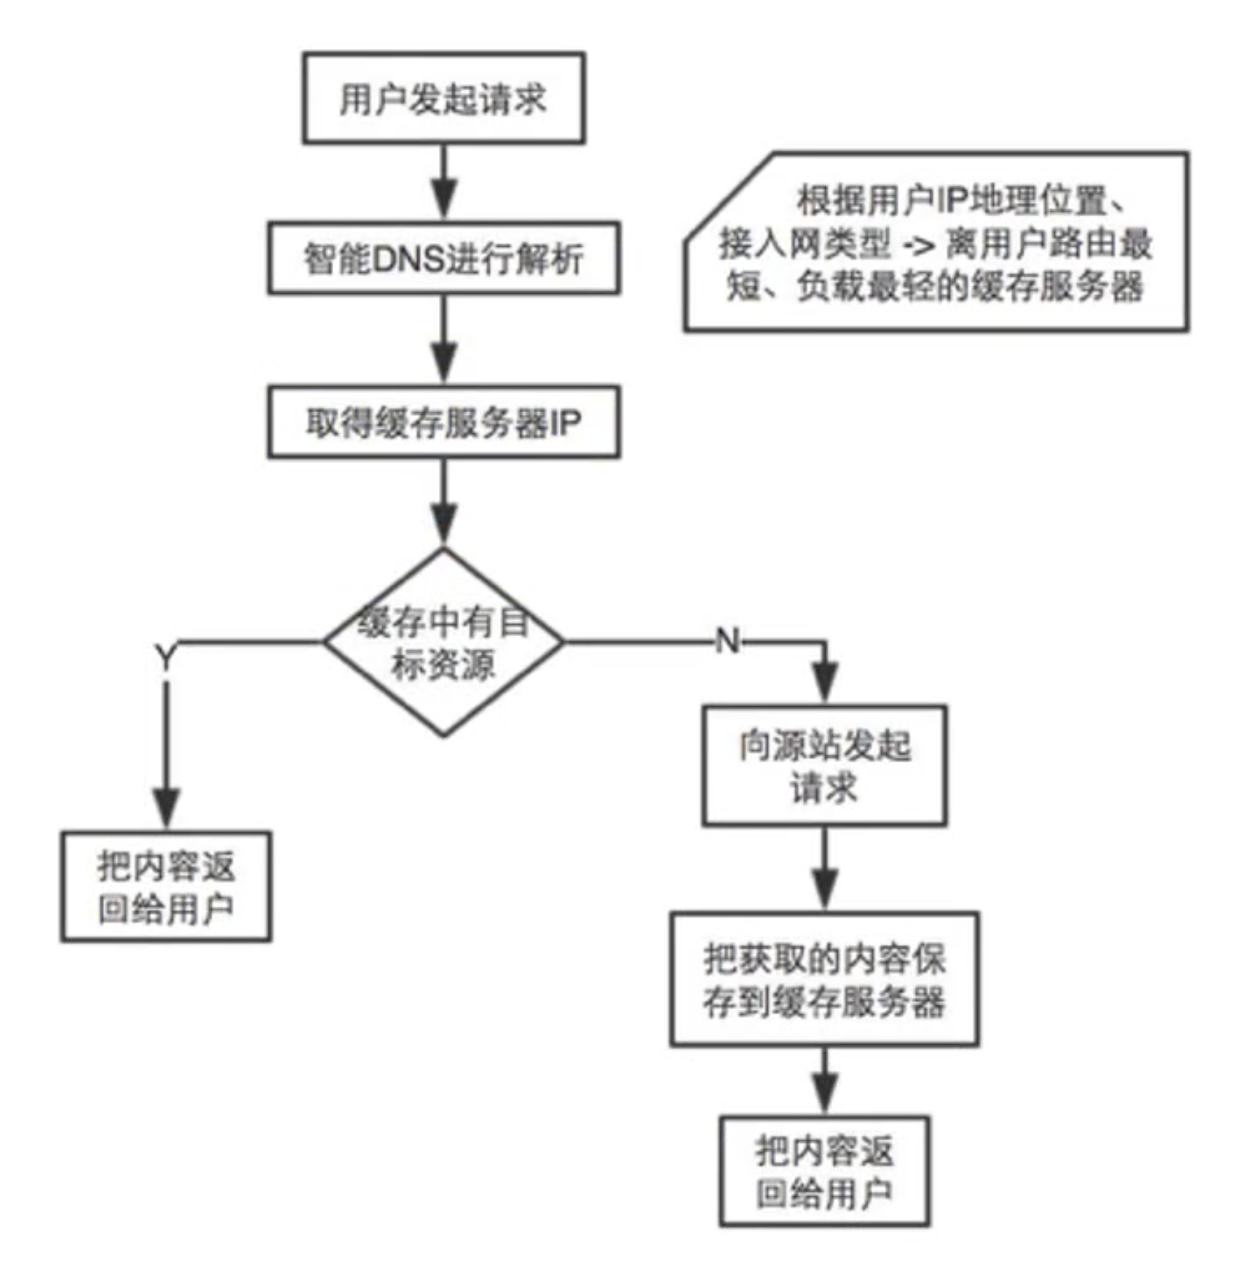 用户发起请求
智能DNS进行解析
根据用户IP地理位置、
接入网类型 -> 离用户路由最
短、负载最轻的缓存服务器
取得缓存服务器IP
缓存中有目
标资源
Y
N
向源站发起
请求
把内容返
回给用户
把获取的内容保
存到缓存服务器
把内容返
回给用户